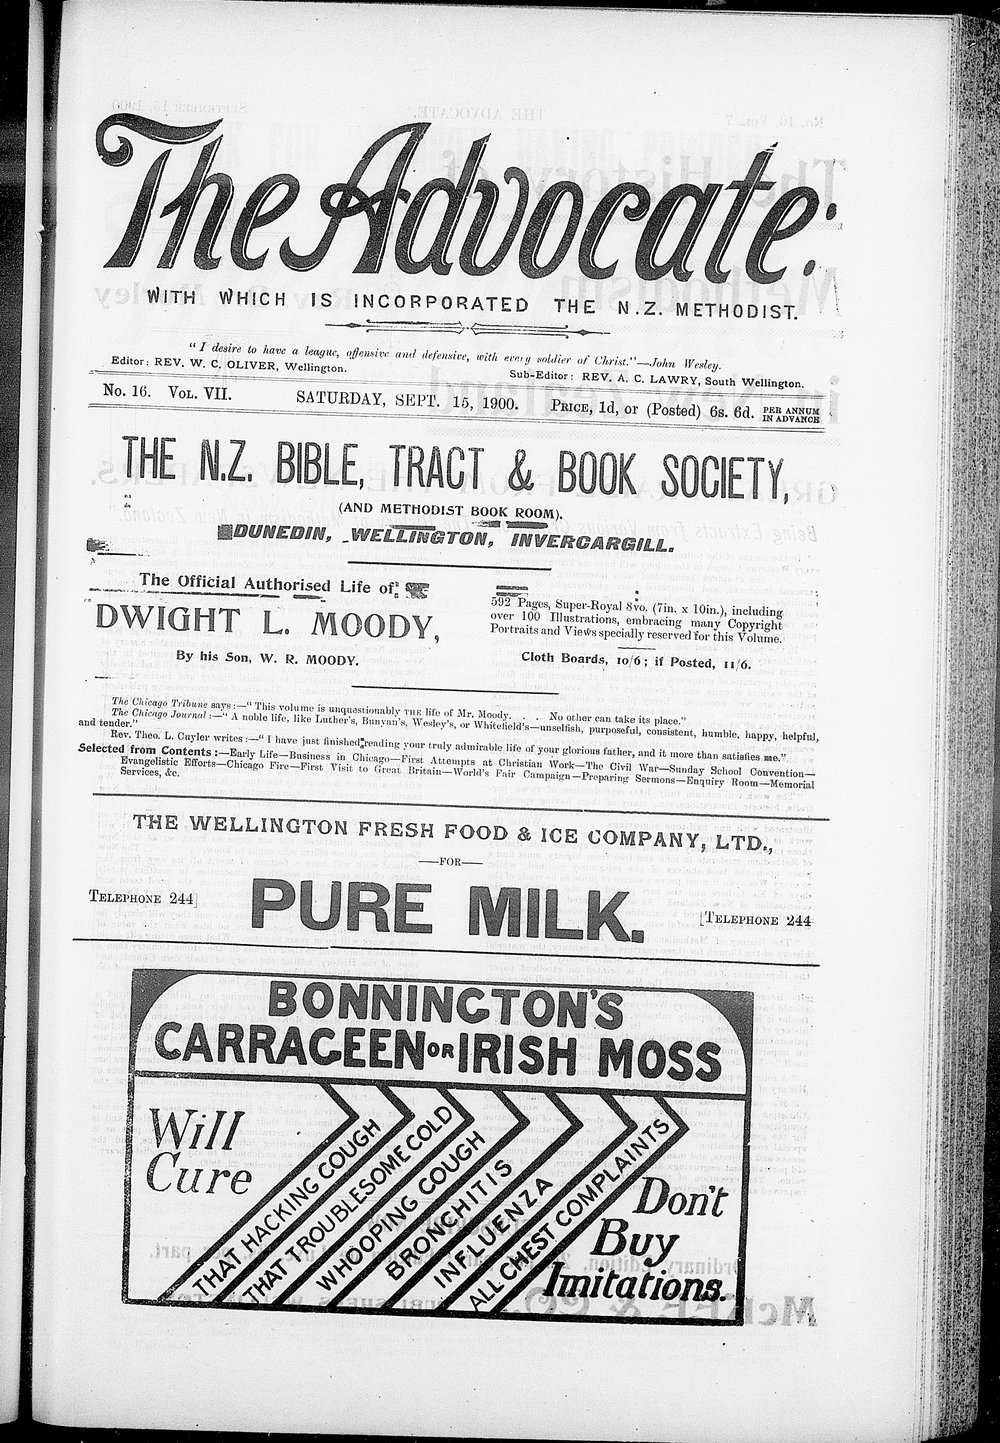 The Advocate:
WITH WHICH IS INCORPORATED THE N.Z. METHODIST.
"I desire to have a league, offensive and defensive, with every soldier of Christ."—John Wesley.
Editor: REV. W. C. OLIVER, Wellington. Sub-Editor: REV. A. C. LAWRY, South Wellington.
No. 16. VOL. VII. SATURDAY, SEPT. 15, 1900. PRICE, 1d, or (Posted) 6s. 6d. PER ANNUM IN ADVANCE
THE N.Z. BIBLE, TRACT & BOOK SOCIETY,
(AND METHODIST BOOK ROOM).
DUNEDIN, WELLINGTON, INVERCARGILL.
The Official Authorised Life of
DWIGHT L. MOODY,
By his Son, W. R. MOODY.
592 Pages, Super-Royal 8vo. (7in. x 10in.), including
over 100 Illustrations, embracing many Copyright
Portraits and Views specially reserved for this Volume.
Cloth Boards, 10/6; if Posted, 11/6.
The Chicago Tribune says:—"This volume is unquestionably THE life of Mr. Moody. . . No other can take its place."
The Chicago Journal:—"A noble life, like Luther's, Bunyan's, Wesley's, or Whitefield's—unselfish, purposeful, consistent, humble, happy, helpful,
and tender."
Rev. Theo. L. Cuyler writes:—"I have just finished reading your truly admirable life of your glorious father, and it more than satisfies me."
Selected from Contents:—Early Life—Business in Chicago—First Attempts at Christian Work—The Civil War—Sunday School Convention—
Evangelistic Efforts—Chicago Fire—First Visit to Great Britain—World's Fair Campaign—Preparing Sermons—Enquiry Room—Memorial
Services, &c.
THE WELLINGTON FRESH FOOD & ICE COMPANY, LTD.,
—FOR—
TELEPHONE 244] PURE MILK. [TELEPHONE 244
BONNINGTON'S
CARRAGEEN OR IRISH MOSS
Will
Cure
THAT HACKING COUGH
THAT TROUBLESOME COLD
WHOOPING COUGH
BRONCHITIS
INFLUENZA
ALL CHEST COMPLAINTS
Don't
Buy
Imitations.